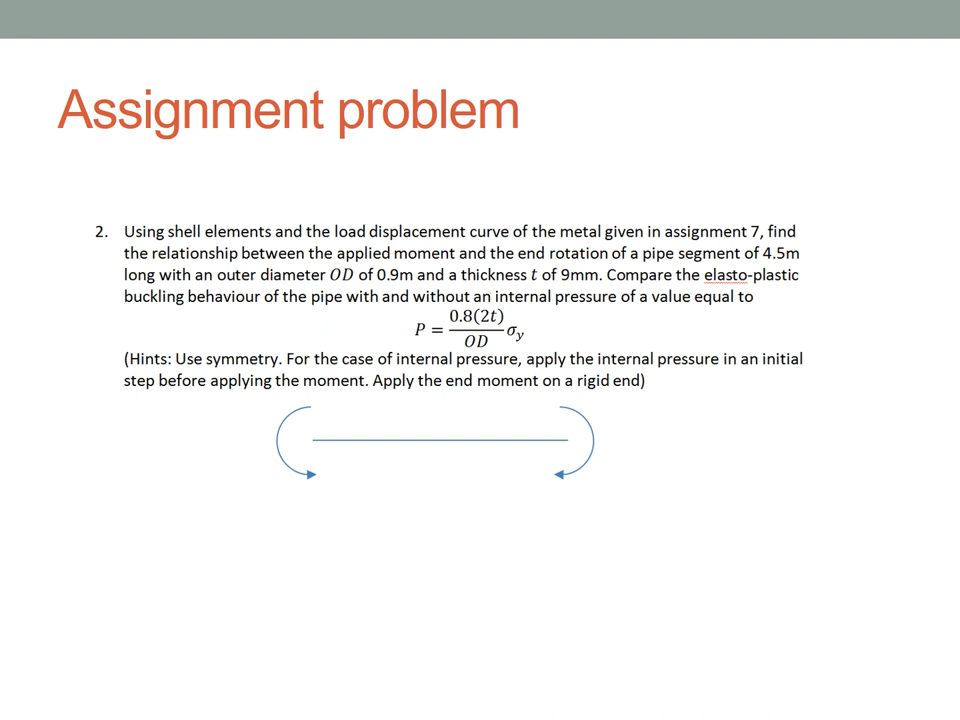 Assignment problem
2. Using shell elements and the load displacement curve of the metal given in assignment 7, find
the relationship between the applied moment and the end rotation of a pipe segment of 4.5m
long with an outer diameter OD of 0.9m and a thickness t of 9mm. Compare the elasto-plastic
buckling behaviour of the pipe with and without an internal pressure of a value equal to
P = 0.8(2t)/OD σy
(Hints: Use symmetry. For the case of internal pressure, apply the internal pressure in an initial
step before applying the moment. Apply the end moment on a rigid end)